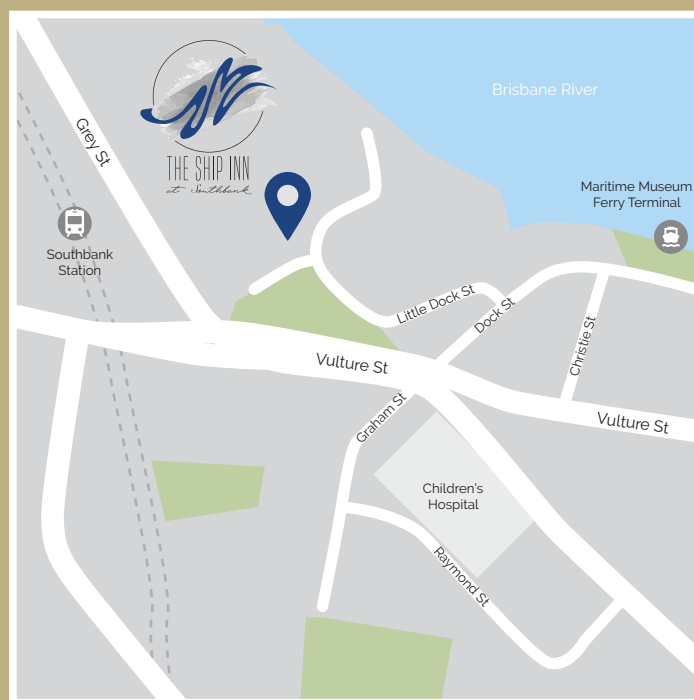 Brisbane River
Grey St
THE SHIP INN
at Southbank
Maritime Museum
Ferry Terminal
Southbank
Station
Little Dock St
Dock St
Christie St
Vulture St
Vulture St
Graham St
Children's
Hospital
Raymond St